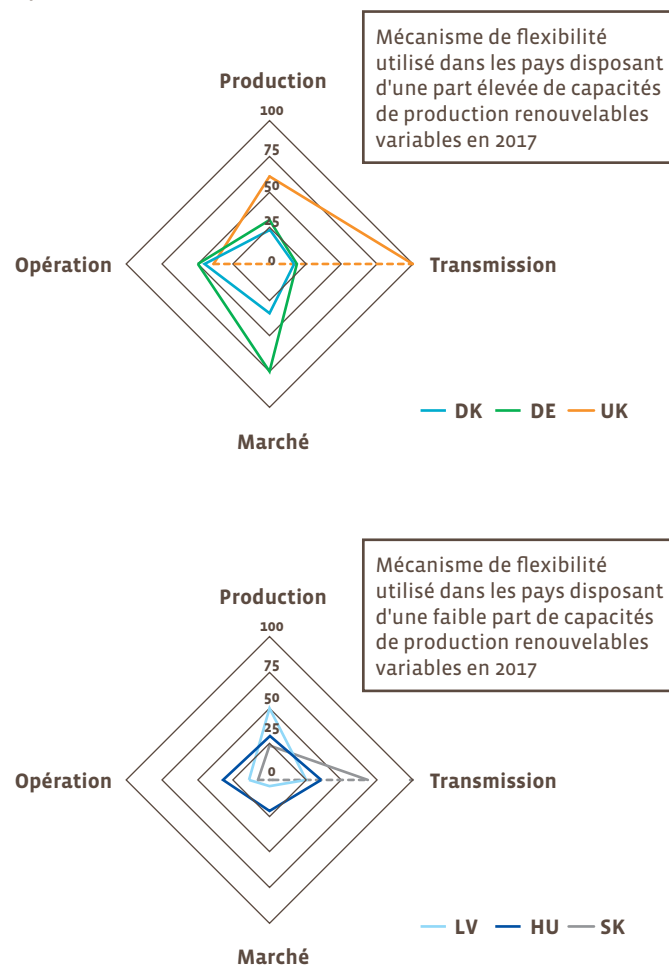 Mécanisme de flexibilité
utilisé dans les pays disposant
d'une part élevée de capacités
de production renouvelables
variables en 2017
Production
100
75
50
25
0
Opération
Transmission
Marché
DK DE UK
Mécanisme de flexibilité
utilisé dans les pays disposant
d'une faible part de capacités
de production renouvelables
variables en 2017
Production
100
75
50
25
0
Opération
Transmission
Marché
LV HU SK